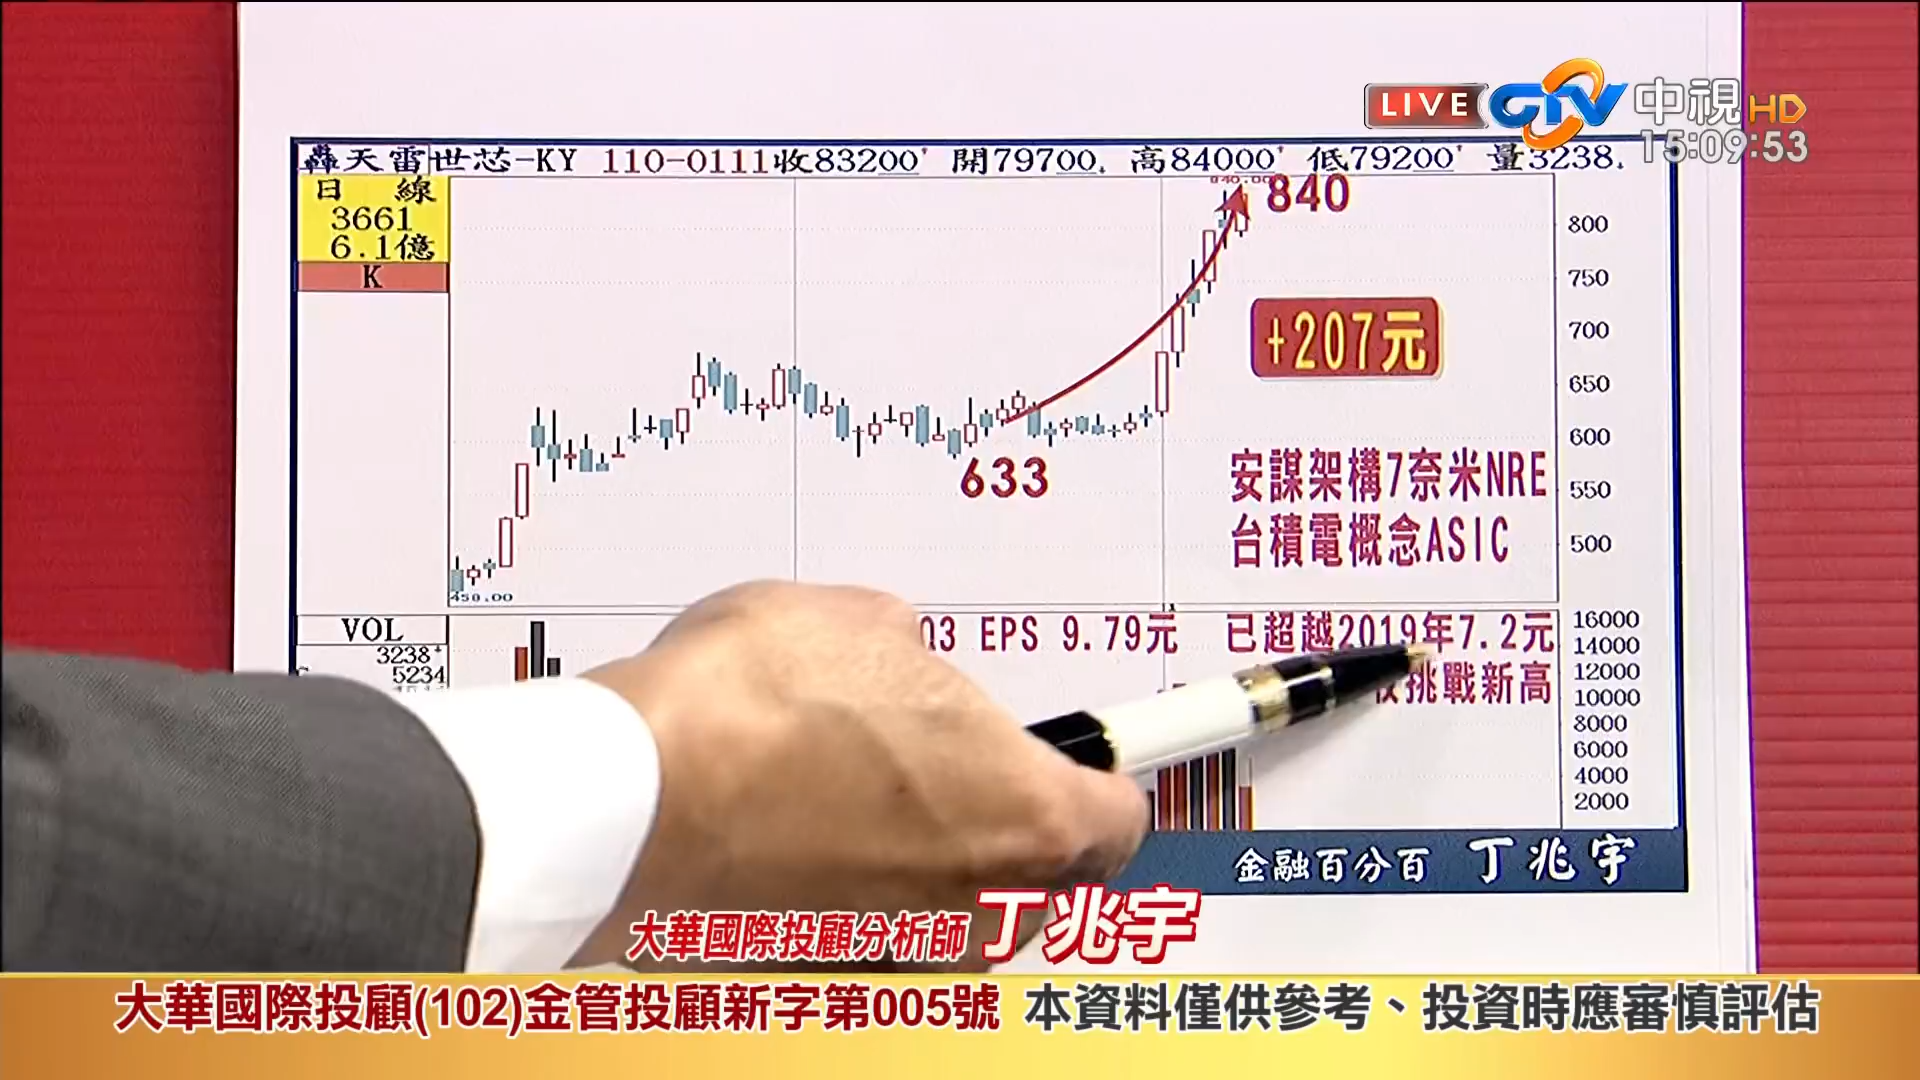 LIVE CTV 中視HD
15:09:53
轟天雷世芯-KY 110-0111收83200 開79700 高84000 低79200 量3238
日 線
3661
6.1億
K
840.00
840
+207元
633
安謀架構7奈米NRE
台積電概念ASIC
450.00
800
750
700
650
600
550
500
VOL
3238
5234
Q3 EPS 9.79元 已超越2019年7.2元
挑戰新高
16000
14000
12000
10000
8000
6000
4000
2000
金融百分百 丁兆宇
大華國際投顧分析師 丁兆宇
大華國際投顧(102)金管投顧新字第005號 本資料僅供參考、投資時應審慎評估